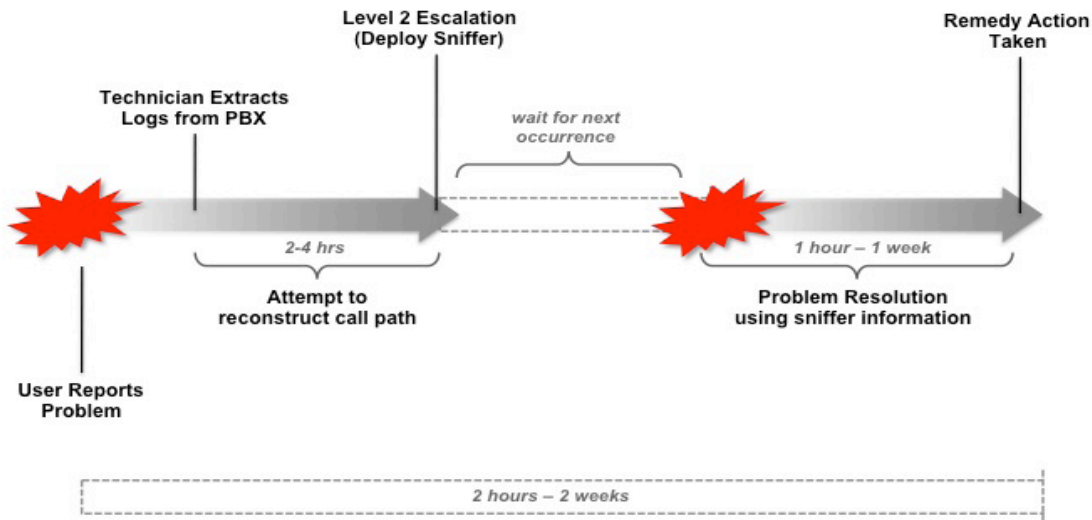 Level 2 Escalation
(Deploy Sniffer)
Remedy Action
Taken
Technician Extracts
Logs from PBX
wait for next
occurrence
2-4 hrs
1 hour – 1 week
Attempt to
reconstruct call path
Problem Resolution
using sniffer information
User Reports
Problem
2 hours – 2 weeks